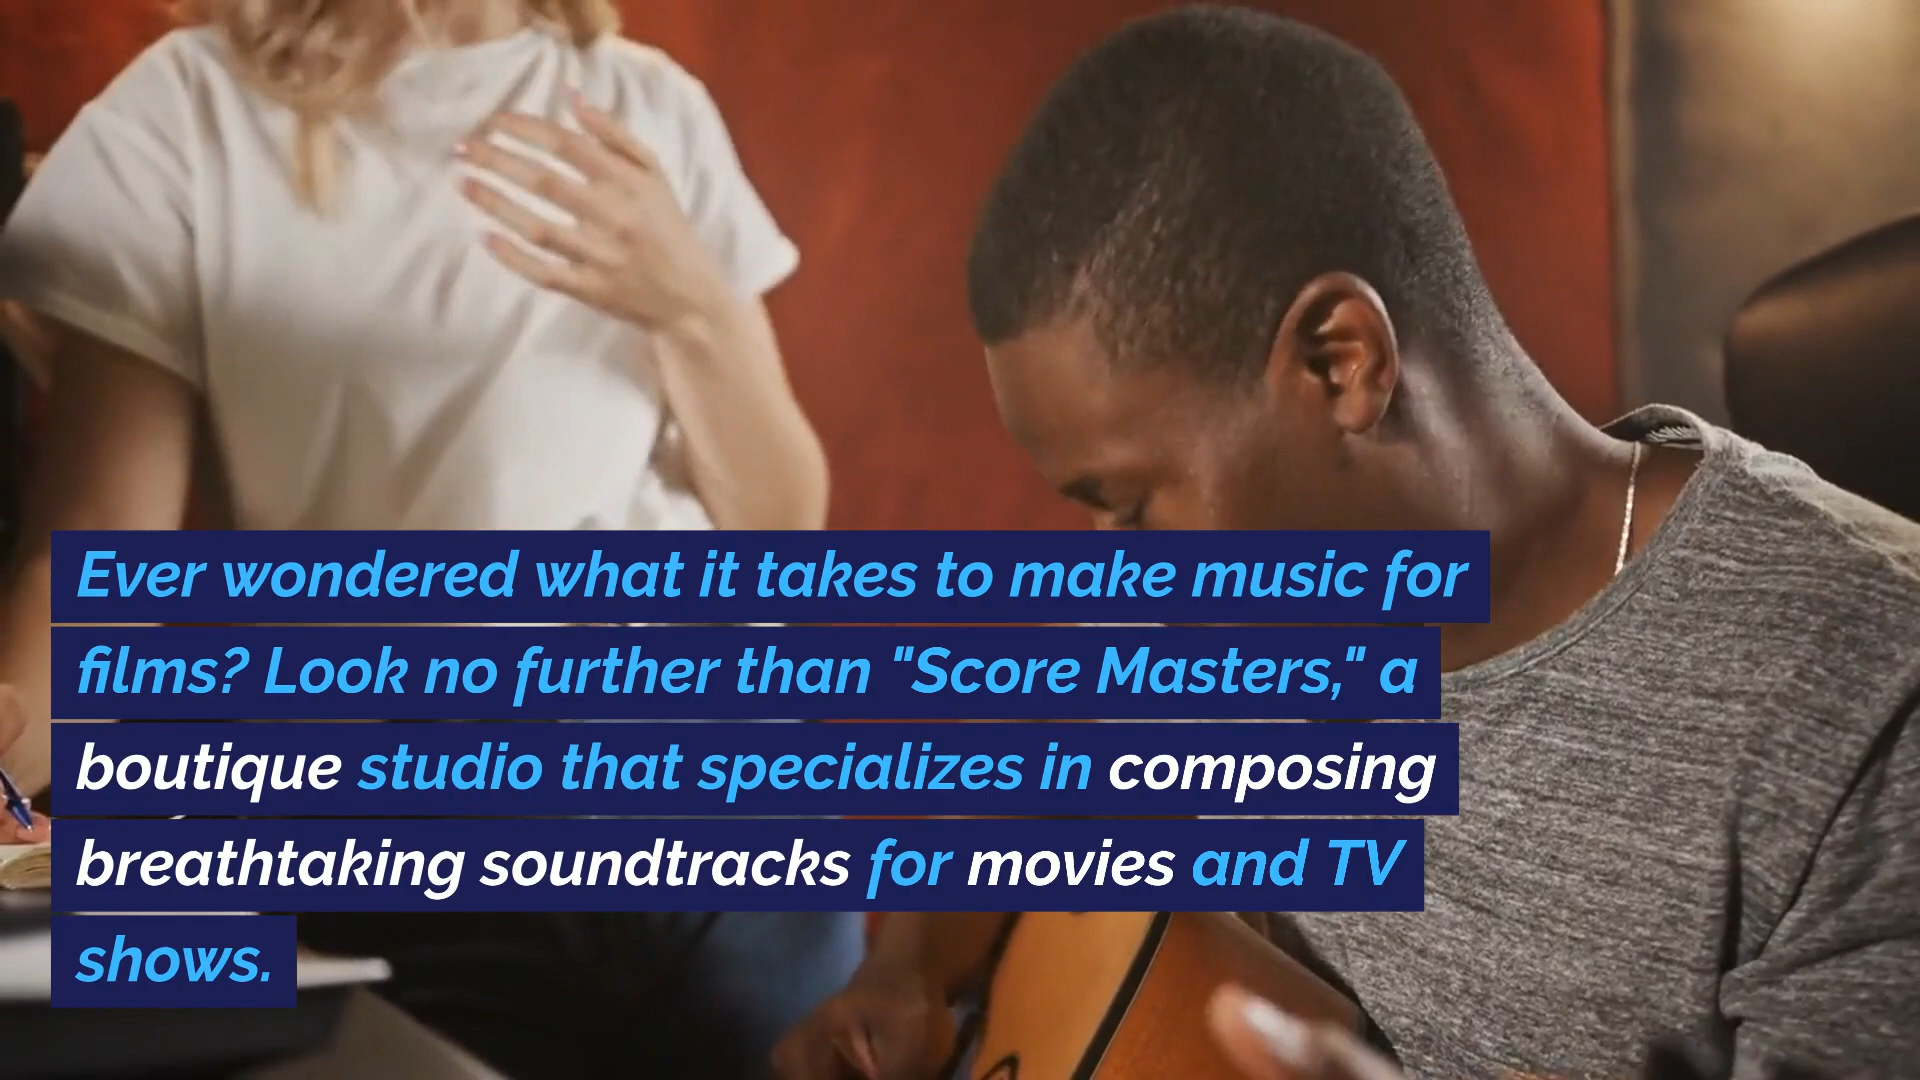 Ever wondered what it takes to make music for
films? Look no further than "Score Masters," a
boutique studio that specializes in composing
breathtaking soundtracks for movies and TV
shows.